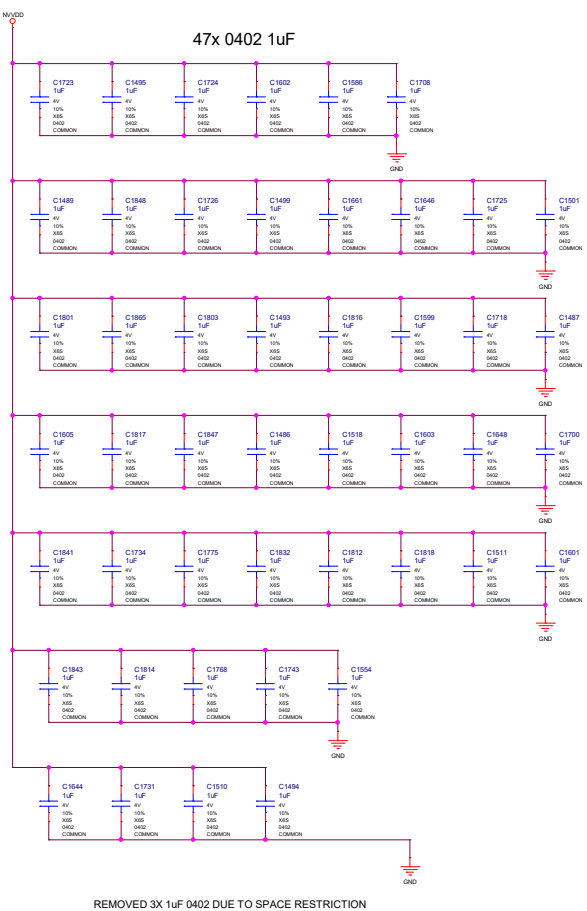 NVVDD
47x 0402 1uF
C1723 C1495 C1724 C1602 C1586 C1708
1uF 1uF 1uF 1uF 1uF 1uF
4V 4V 4V 4V 4V 4V
10% 10% 10% 10% 10% 10%
X6S X6S X6S X6S X6S X6S
0402 0402 0402 0402 0402 0402
COMMON COMMON COMMON COMMON COMMON COMMON
GND
C1489 C1848 C1726 C1499 C1661 C1646 C1725 C1501
1uF 1uF 1uF 1uF 1uF 1uF 1uF 1uF
4V 4V 4V 4V 4V 4V 4V 4V
10% 10% 10% 10% 10% 10% 10% 10%
X6S X6S X6S X6S X6S X6S X6S X6S
0402 0402 0402 0402 0402 0402 0402 0402
COMMON COMMON COMMON COMMON COMMON COMMON COMMON COMMON
GND
C1801 C1865 C1803 C1493 C1816 C1599 C1718 C1487
1uF 1uF 1uF 1uF 1uF 1uF 1uF 1uF
4V 4V 4V 4V 4V 4V 4V 4V
10% 10% 10% 10% 10% 10% 10% 10%
X6S X6S X6S X6S X6S X6S X6S X6S
0402 0402 0402 0402 0402 0402 0402 0402
COMMON COMMON COMMON COMMON COMMON COMMON COMMON COMMON
GND
C1605 C1817 C1847 C1486 C1518 C1603 C1648 C1700
1uF 1uF 1uF 1uF 1uF 1uF 1uF 1uF
4V 4V 4V 4V 4V 4V 4V 4V
10% 10% 10% 10% 10% 10% 10% 10%
X6S X6S X6S X6S X6S X6S X6S X6S
0402 0402 0402 0402 0402 0402 0402 0402
COMMON COMMON COMMON COMMON COMMON COMMON COMMON COMMON
GND
C1841 C1734 C1775 C1832 C1812 C1818 C1511 C1601
1uF 1uF 1uF 1uF 1uF 1uF 1uF 1uF
4V 4V 4V 4V 4V 4V 4V 4V
10% 10% 10% 10% 10% 10% 10% 10%
X6S X6S X6S X6S X6S X6S X6S X6S
0402 0402 0402 0402 0402 0402 0402 0402
COMMON COMMON COMMON COMMON COMMON COMMON COMMON COMMON
GND
C1843 C1814 C1768 C1743 C1554
1uF 1uF 1uF 1uF 1uF
4V 4V 4V 4V 4V
10% 10% 10% 10% 10%
X6S X6S X6S X6S X6S
0402 0402 0402 0402 0402
COMMON COMMON COMMON COMMON COMMON
GND
C1644 C1731 C1510 C1494
1uF 1uF 1uF 1uF
4V 4V 4V 4V
10% 10% 10% 10%
X6S X6S X6S X6S
0402 0402 0402 0402
COMMON COMMON COMMON COMMON
GND
REMOVED 3X 1uF 0402 DUE TO SPACE RESTRICTION